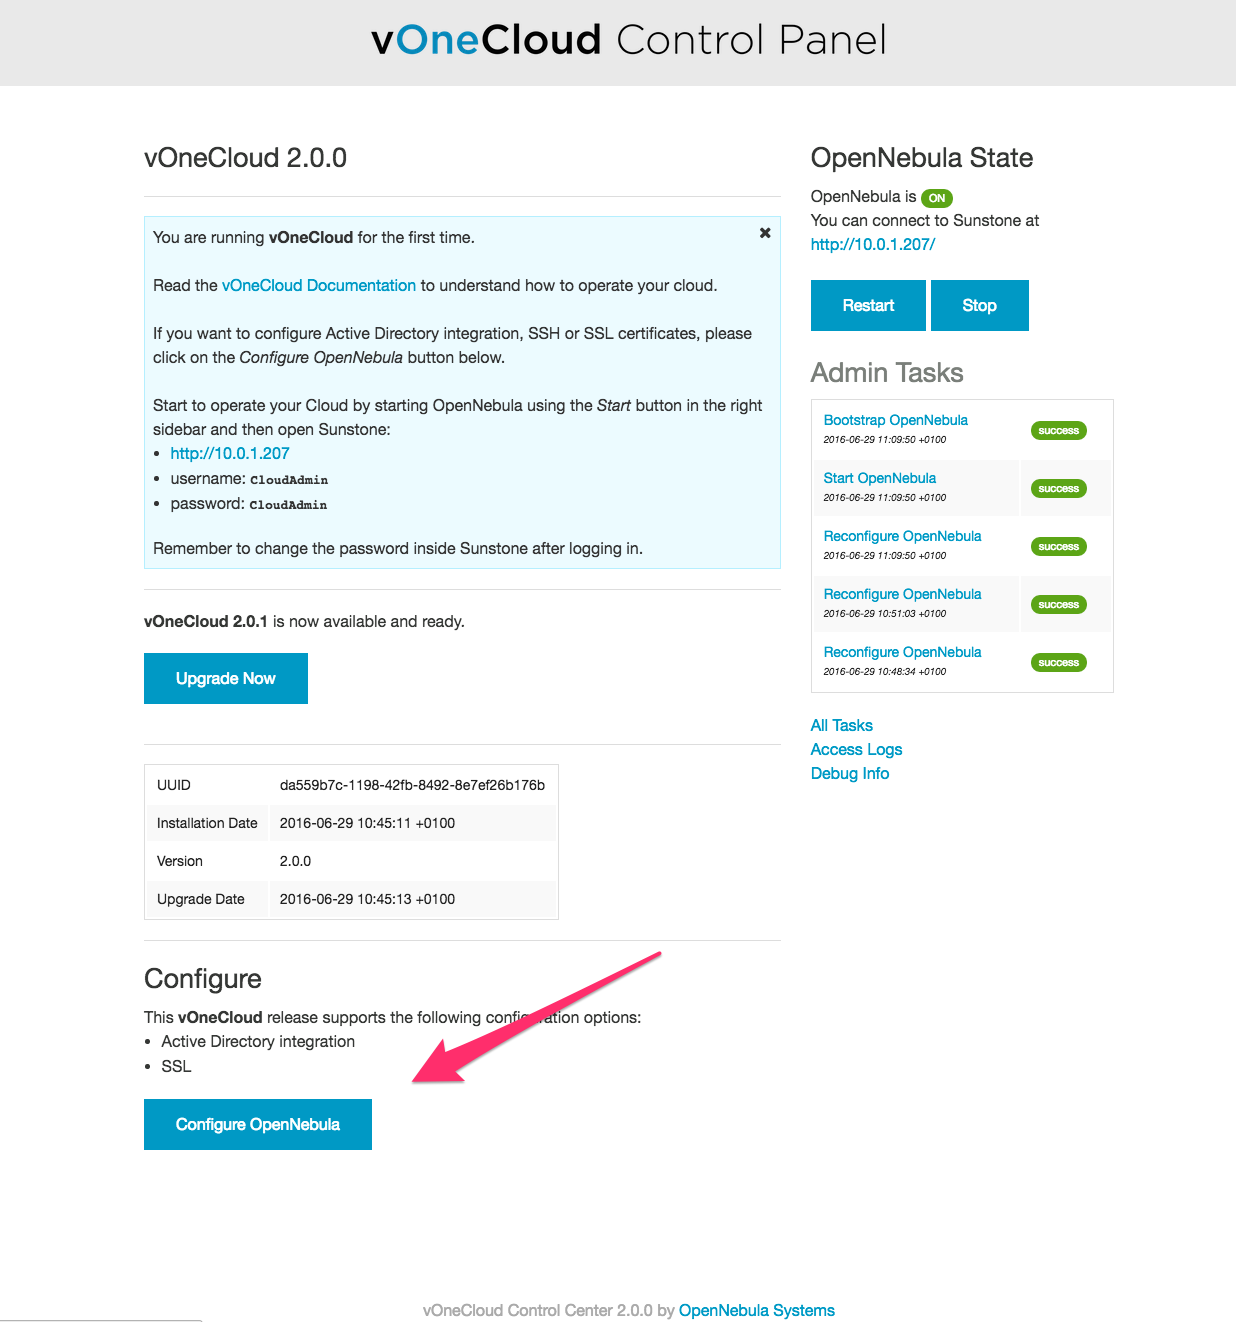 vOneCloud Control Panel
vOneCloud 2.0.0
You are running vOneCloud for the first time.
Read the vOneCloud Documentation to understand how to operate your cloud.
If you want to configure Active Directory integration, SSH or SSL certificates, please
click on the Configure OpenNebula button below.
Start to operate your Cloud by starting OpenNebula using the Start button in the right
sidebar and then open Sunstone:
• http://10.0.1.207
• username: CloudAdmin
• password: CloudAdmin
Remember to change the password inside Sunstone after logging in.
vOneCloud 2.0.1 is now available and ready.
Upgrade Now
UUID da559b7c-1198-42fb-8492-8e7ef26b176b
Installation Date 2016-06-29 10:45:11 +0100
Version 2.0.0
Upgrade Date 2016-06-29 10:45:13 +0100
Configure
This vOneCloud release supports the following configuration options:
• Active Directory integration
• SSL
Configure OpenNebula
OpenNebula State
OpenNebula is ON
You can connect to Sunstone at
http://10.0.1.207/
Restart Stop
Admin Tasks
Bootstrap OpenNebula
2016-06-29 11:09:50 +0100
success
Start OpenNebula
2016-06-29 11:09:50 +0100
success
Reconfigure OpenNebula
2016-06-29 11:09:50 +0100
success
Reconfigure OpenNebula
2016-06-29 10:51:03 +0100
success
Reconfigure OpenNebula
2016-06-29 10:48:34 +0100
success
All Tasks
Access Logs
Debug Info
vOneCloud Control Center 2.0.0 by OpenNebula Systems